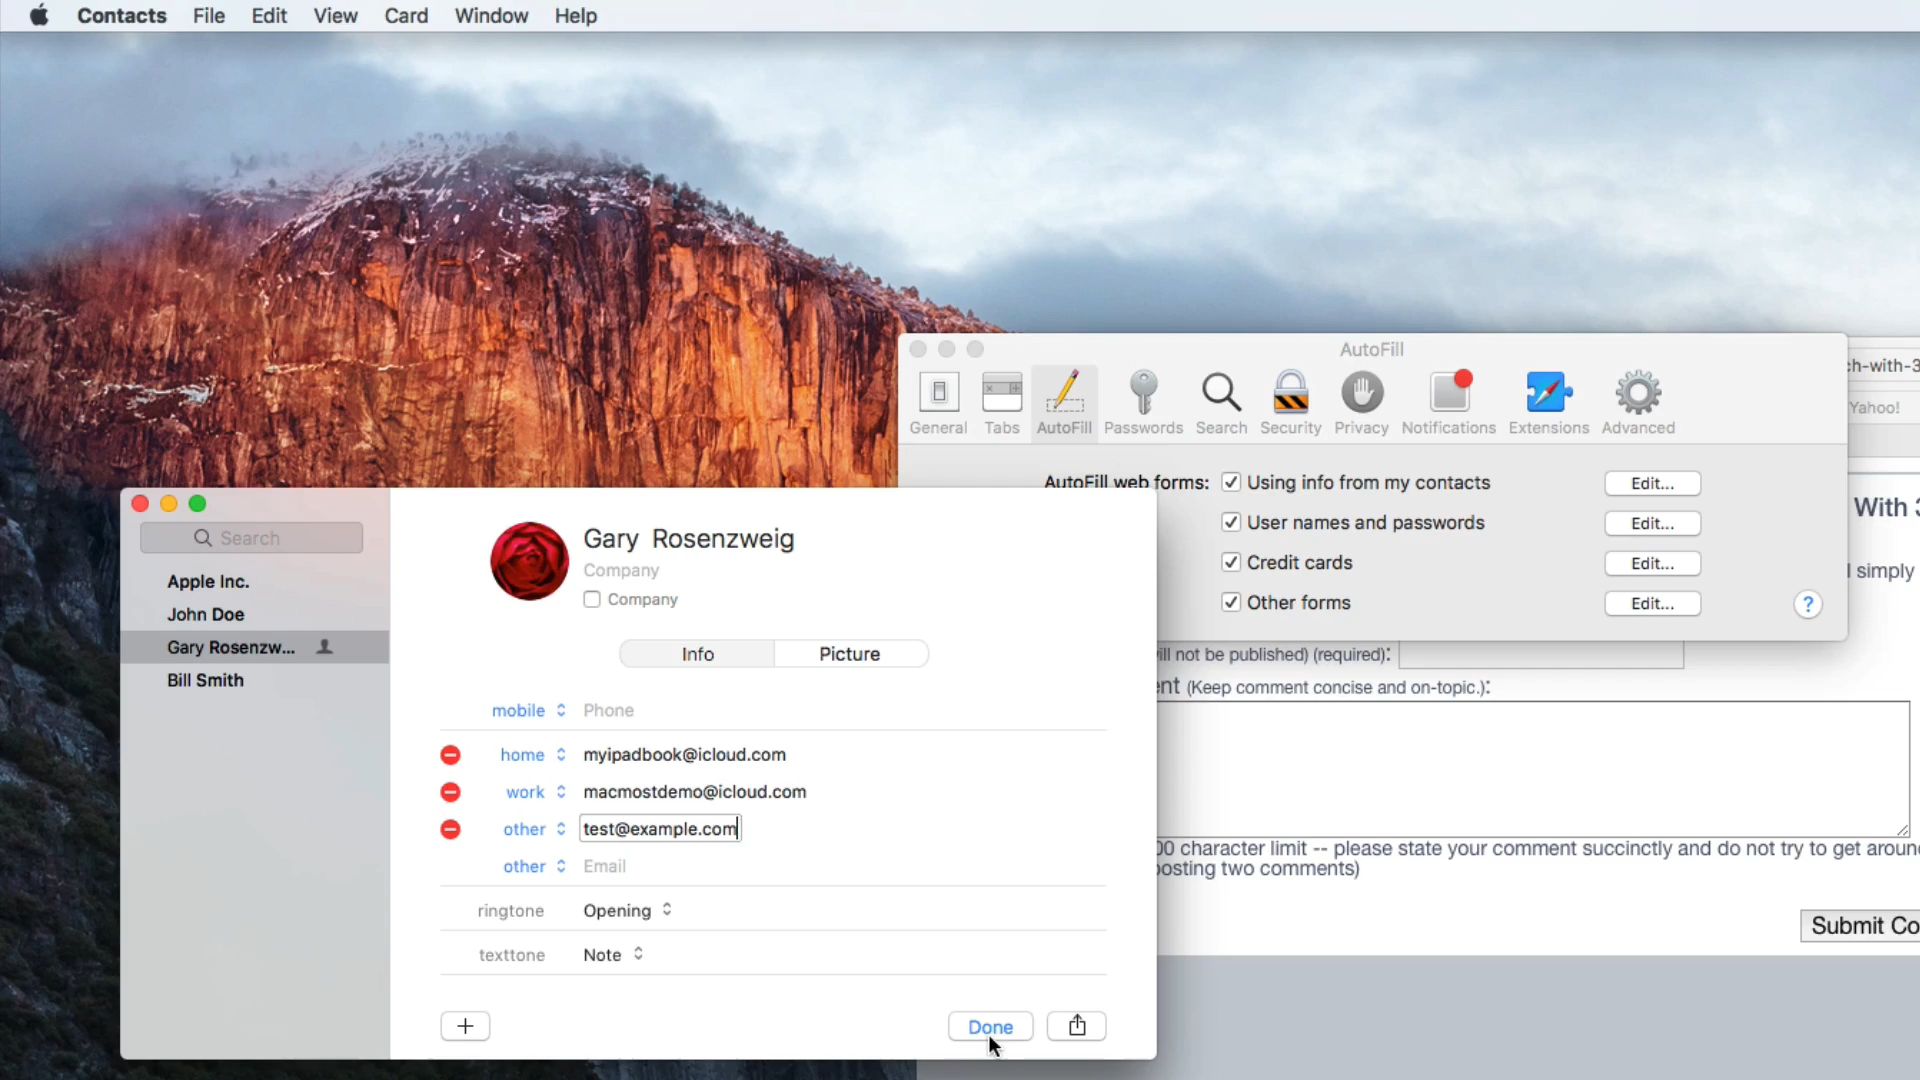 Contacts File Edit View Card Window Help
AutoFill
ch-with-3
General Tabs AutoFill Passwords Search Security Privacy Notifications Extensions Advanced
Yahoo!
AutoFill web forms: Using info from my contacts Edit...
User names and passwords Edit...
Credit cards Edit...
Other forms Edit...
?
With 3
simply
ill not be published) (required):
ent (Keep comment concise and on-topic.):
00 character limit -- please state your comment succinctly and do not try to get aroun
posting two comments)
Submit Co
Search
Apple Inc.
John Doe
Gary Rosenzw...
Bill Smith
Gary Rosenzweig
Company
Company
Info Picture
mobile Phone
home myipadbook@icloud.com
work macmostdemo@icloud.com
other test@example.com
other Email
ringtone Opening
texttone Note
+ Done